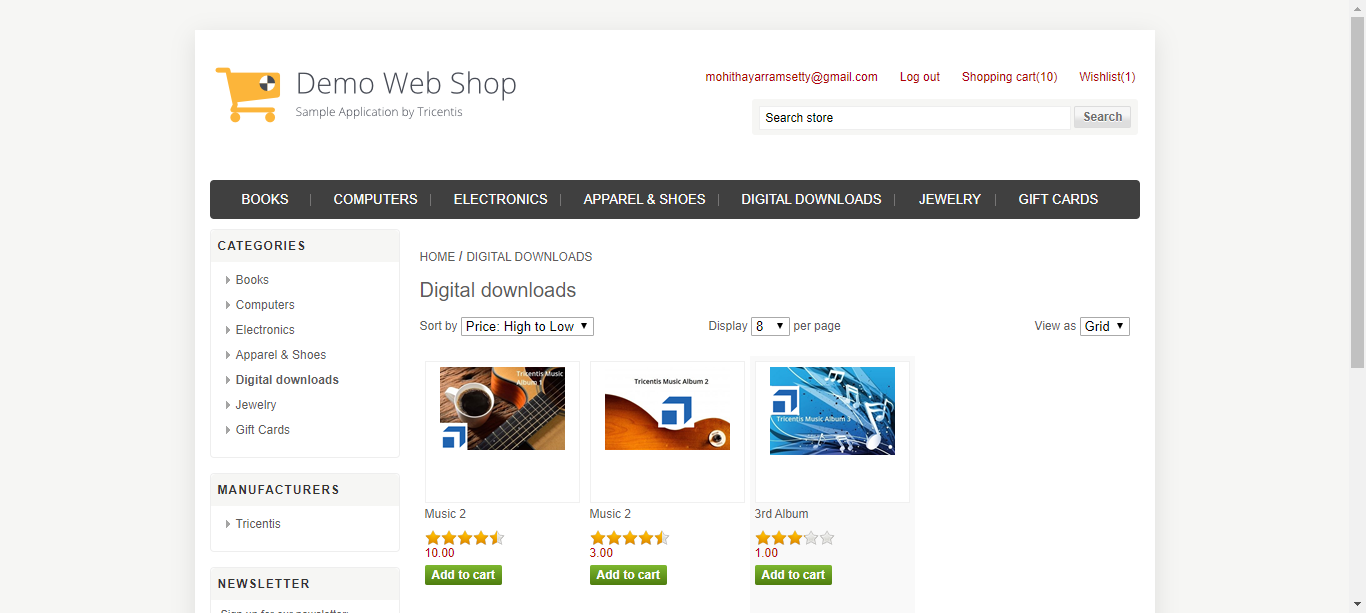 Demo Web Shop
Sample Application by Tricentis
mohithayarramsetty@gmail.com Log out Shopping cart(10) Wishlist(1)
Search store Search
BOOKS COMPUTERS ELECTRONICS APPAREL & SHOES DIGITAL DOWNLOADS JEWELRY GIFT CARDS
CATEGORIES
Books
Computers
Electronics
Apparel & Shoes
Digital downloads
Jewelry
Gift Cards
MANUFACTURERS
Tricentis
NEWSLETTER
Sign up for our newsletter:
HOME / DIGITAL DOWNLOADS
Digital downloads
Sort by Price: High to Low Display 8 per page View as Grid
Tricentis Music
Album 1
Tricentis Music Album 2
Tricentis Music Album 3
Music 2 Music 2 3rd Album
10.00 3.00 1.00
Add to cart Add to cart Add to cart